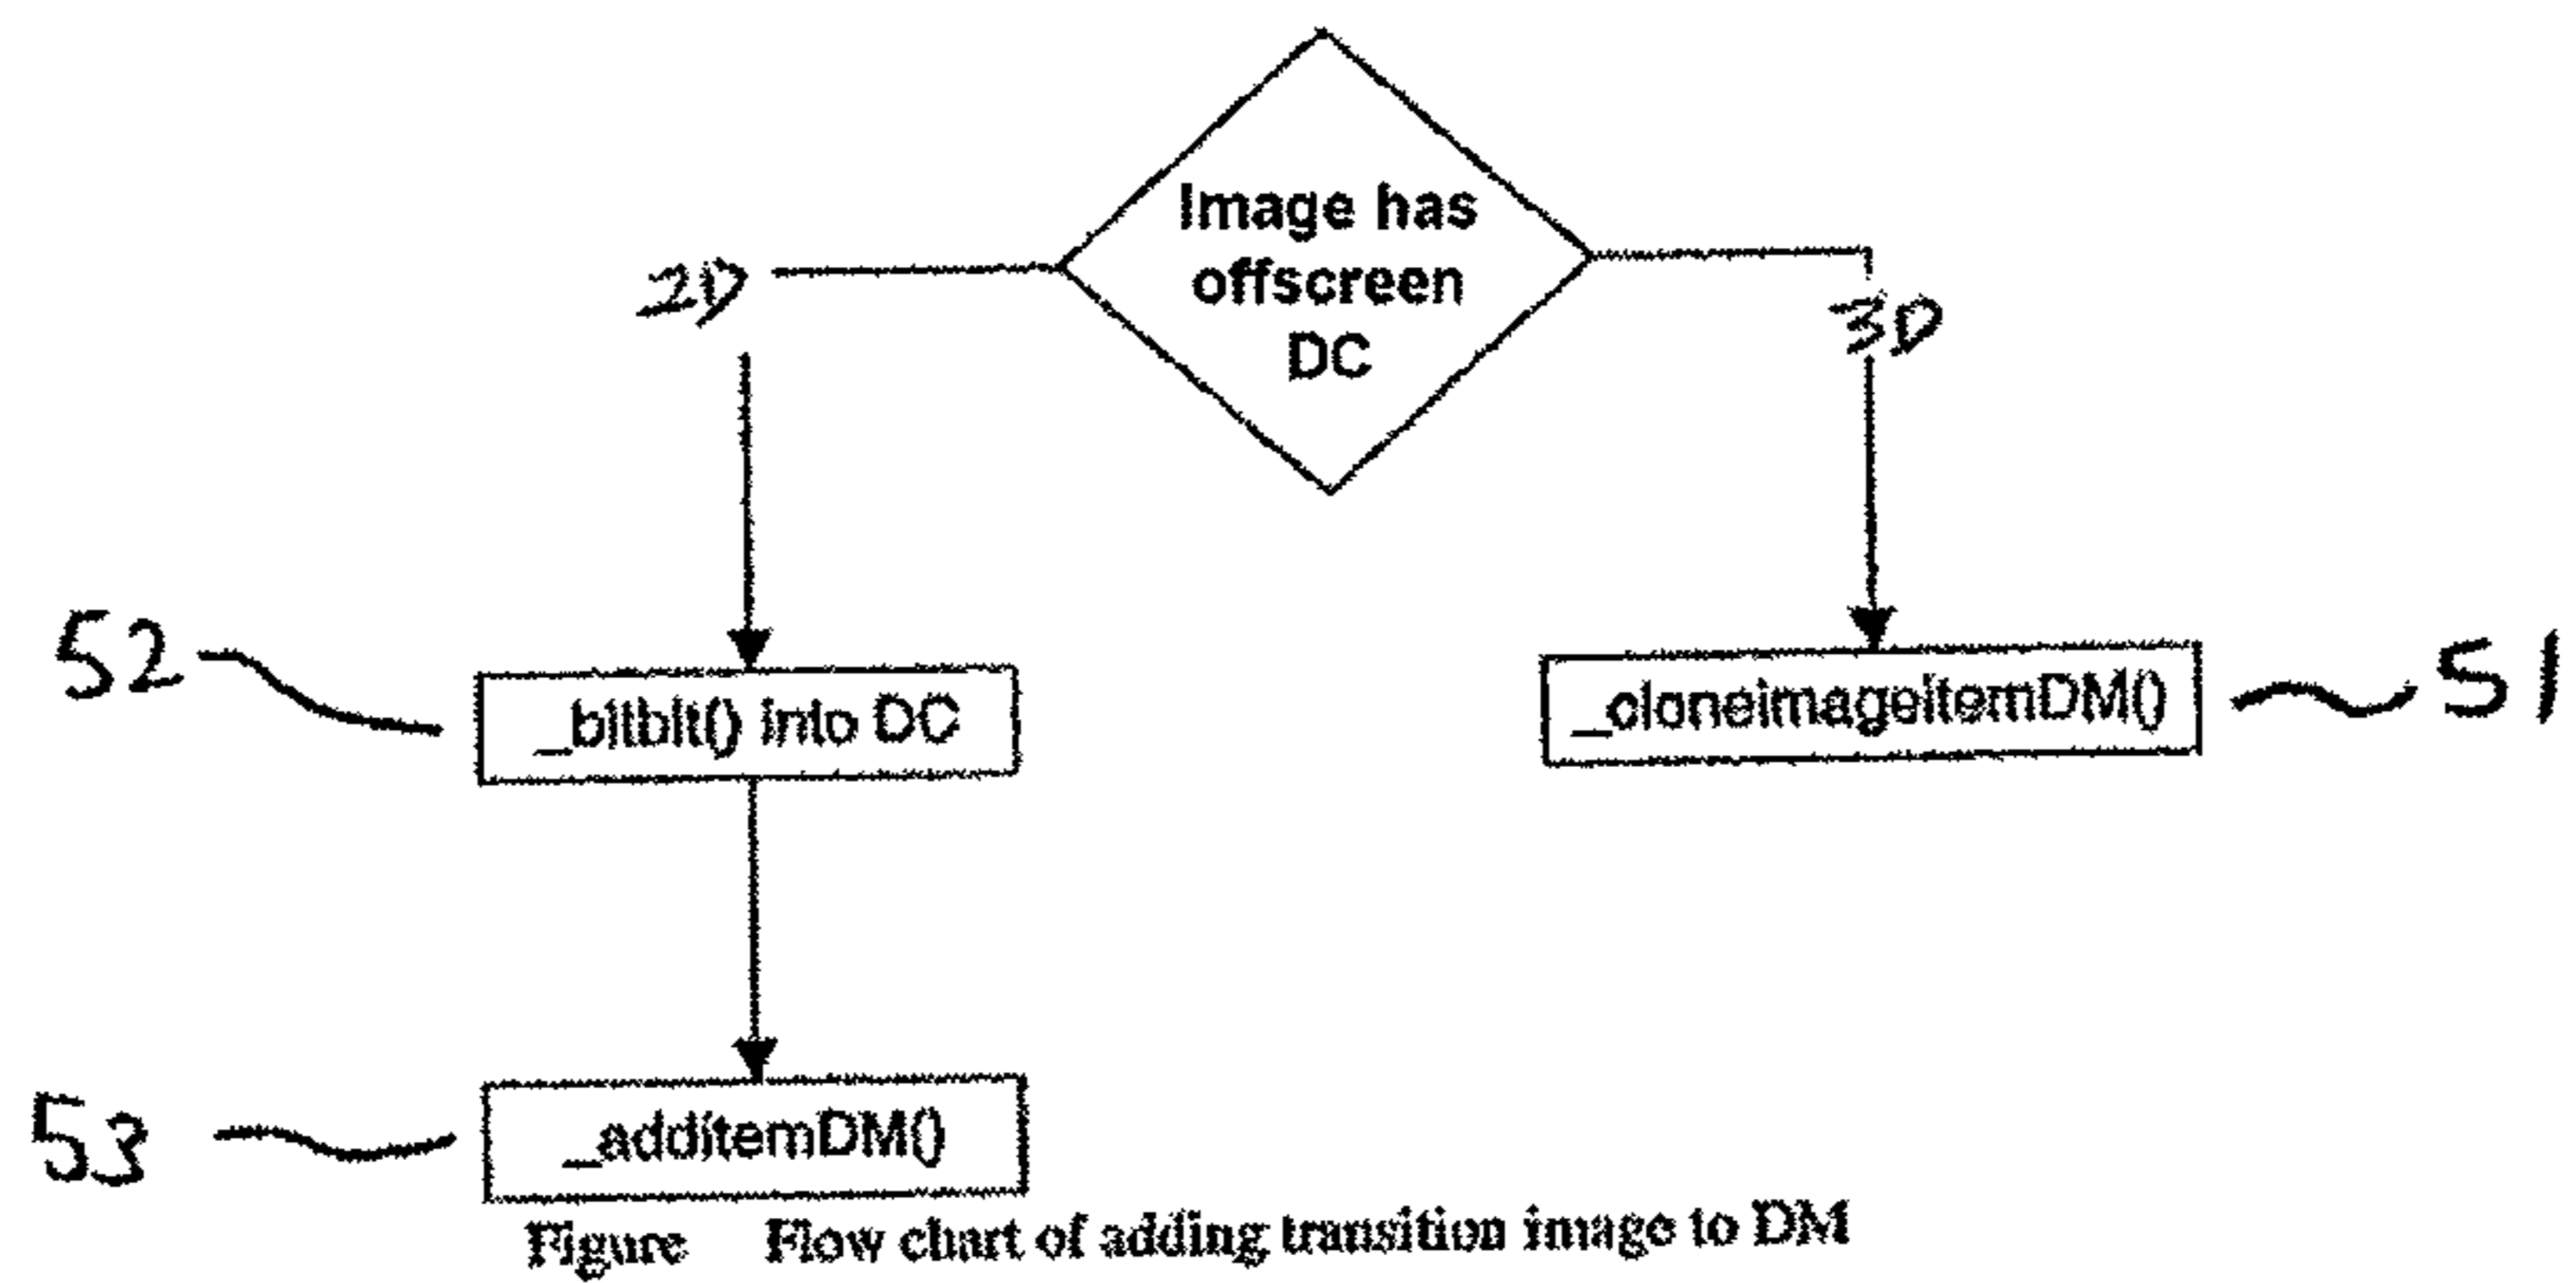 Image has
offscreen
DC
2D
3D
52
_bitblt() into DC
_cloneimageitemDM()
51
53
_additemDM()
Figure Flow chart of adding transition image to DM